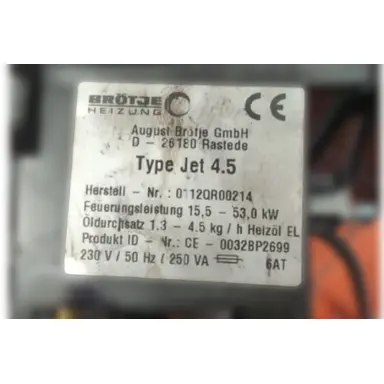 BRÖTJE
HEIZUNG
CE
August Brötje GmbH
D - 26180 Rastede
Type Jet 4.5
Herstell - Nr. : 0112QR00214
Feuerungsleistung 15,5 - 53,0 kW
Öldurchsatz 1.3 - 4.5 kg / h Heizöl EL
Produkt ID - Nr.: CE - 0032BP2699
230 V / 50 Hz / 250 VA 6AT